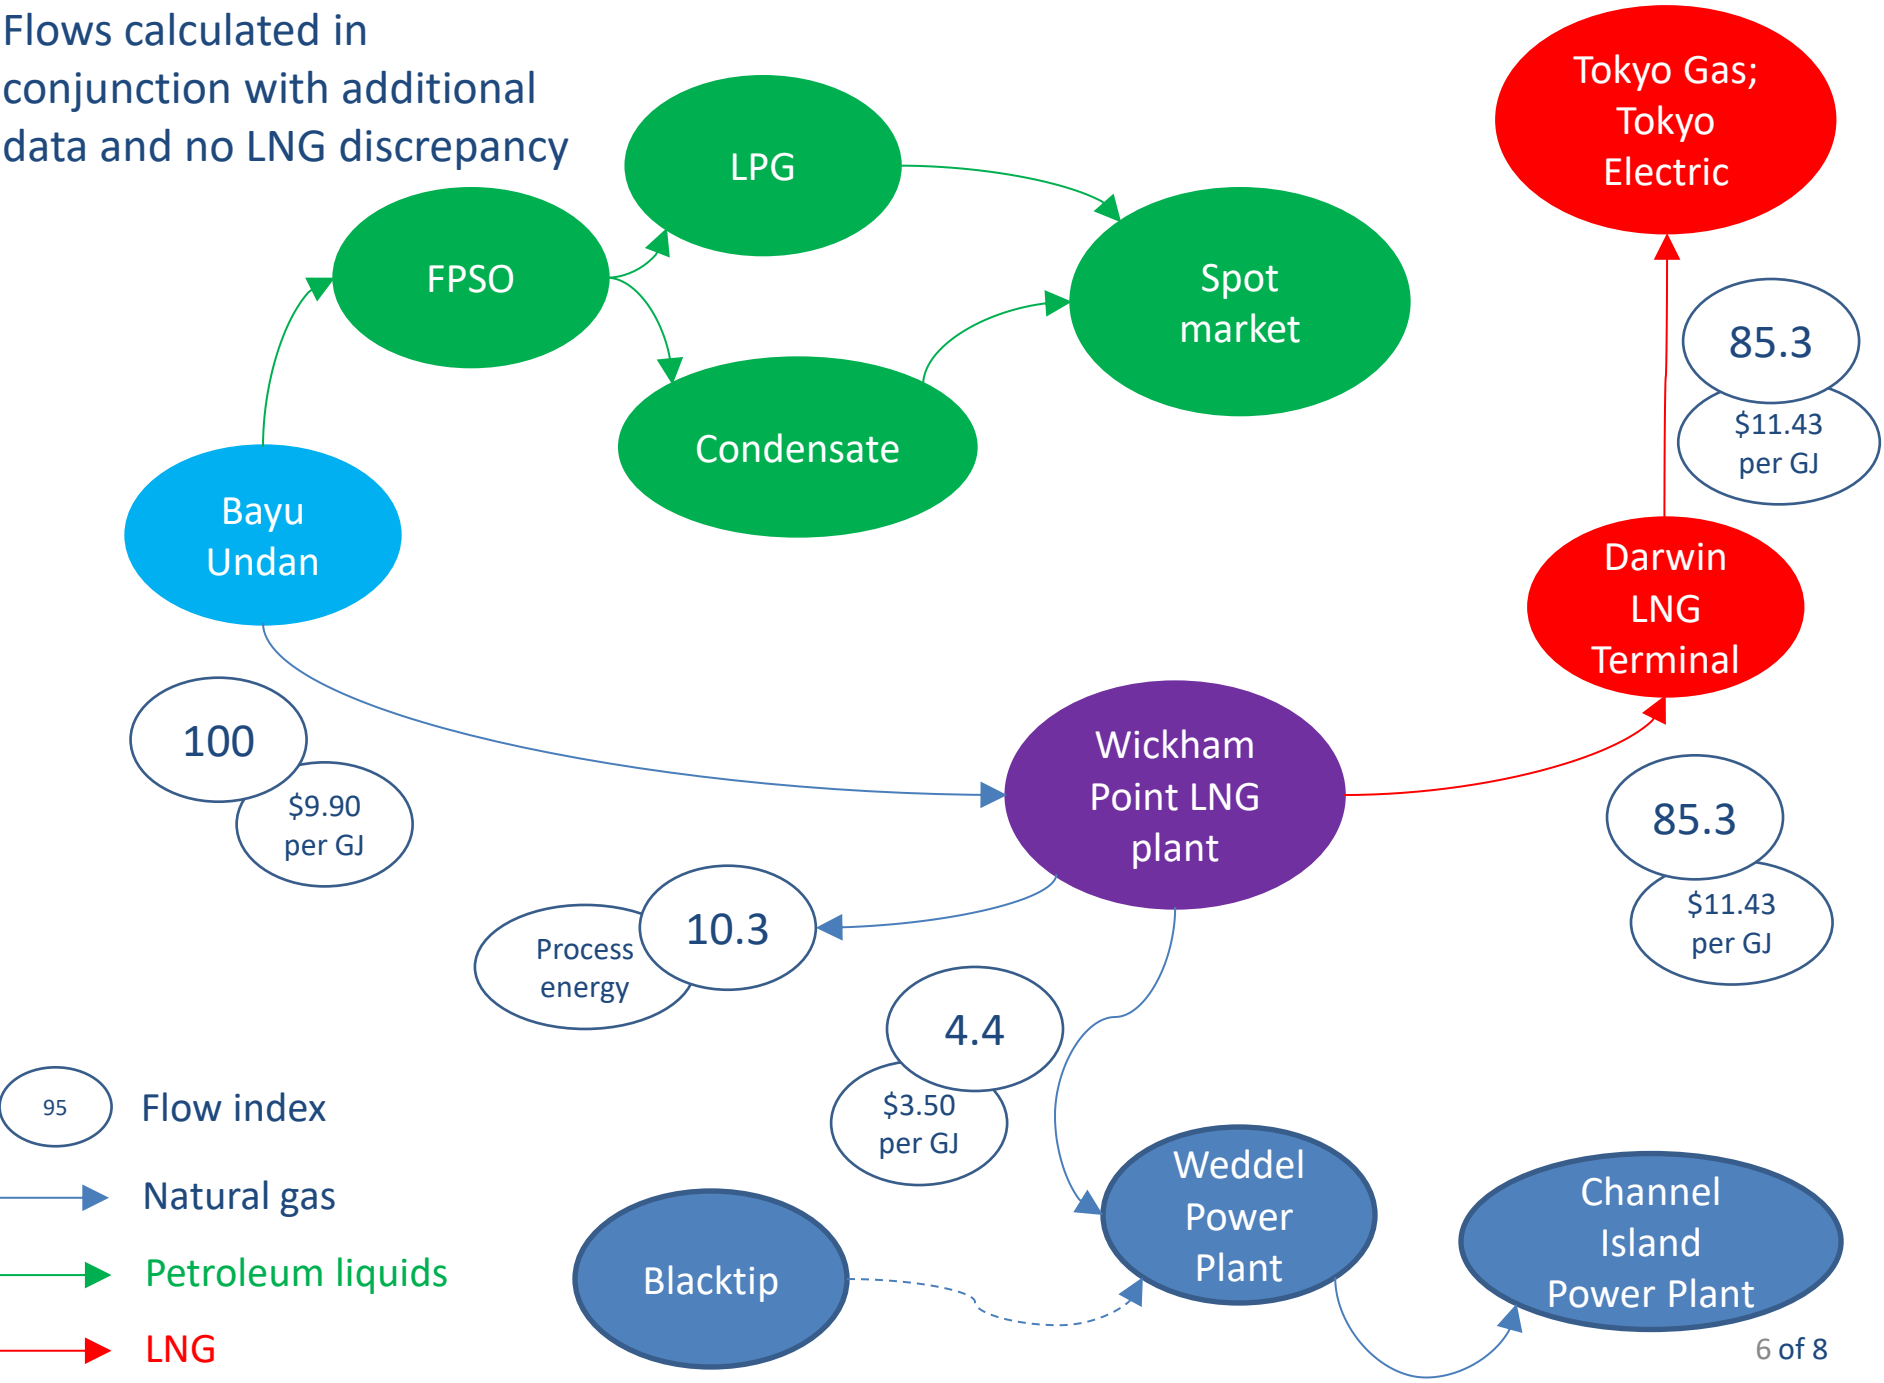 Flows calculated in
conjunction with additional
data and no LNG discrepancy
Tokyo Gas;
Tokyo
Electric
LPG
FPSO
Spot
market
85.3
$11.43
per GJ
Condensate
Bayu
Undan
Darwin
LNG
Terminal
100
$9.90
per GJ
Wickham
Point LNG
plant
85.3
$11.43
per GJ
10.3
Process
energy
4.4
$3.50
per GJ
95
Flow index
Natural gas
Petroleum liquids
LNG
Blacktip
Weddel
Power
Plant
Channel
Island
Power Plant
6 of 8